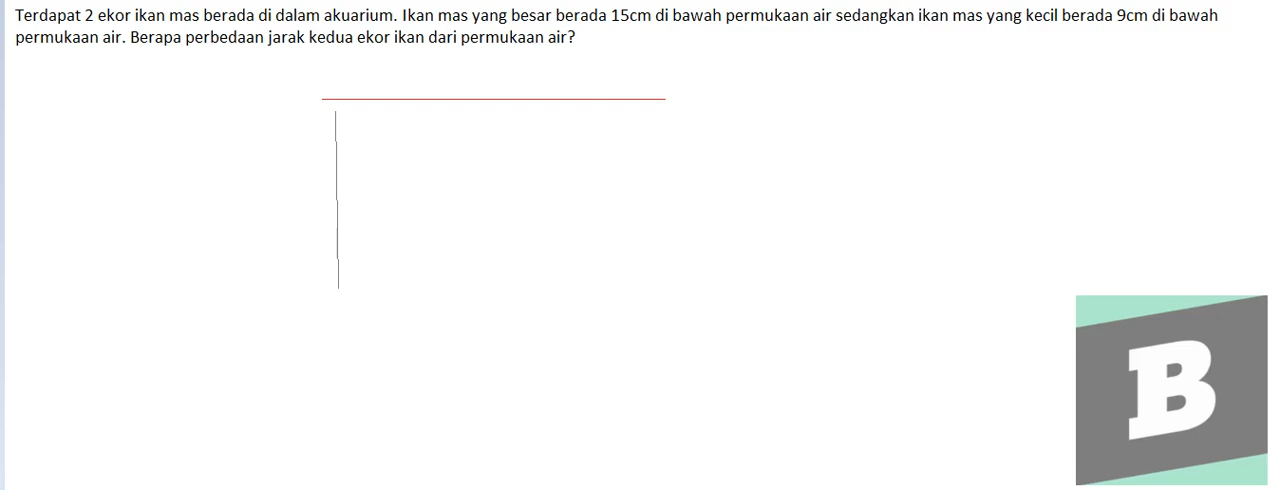 Terdapat 2 ekor ikan mas berada di dalam akuarium. Ikan mas yang besar berada 15cm di bawah permukaan air sedangkan ikan mas yang kecil berada 9cm di bawah
permukaan air. Berapa perbedaan jarak kedua ekor ikan dari permukaan air?
B